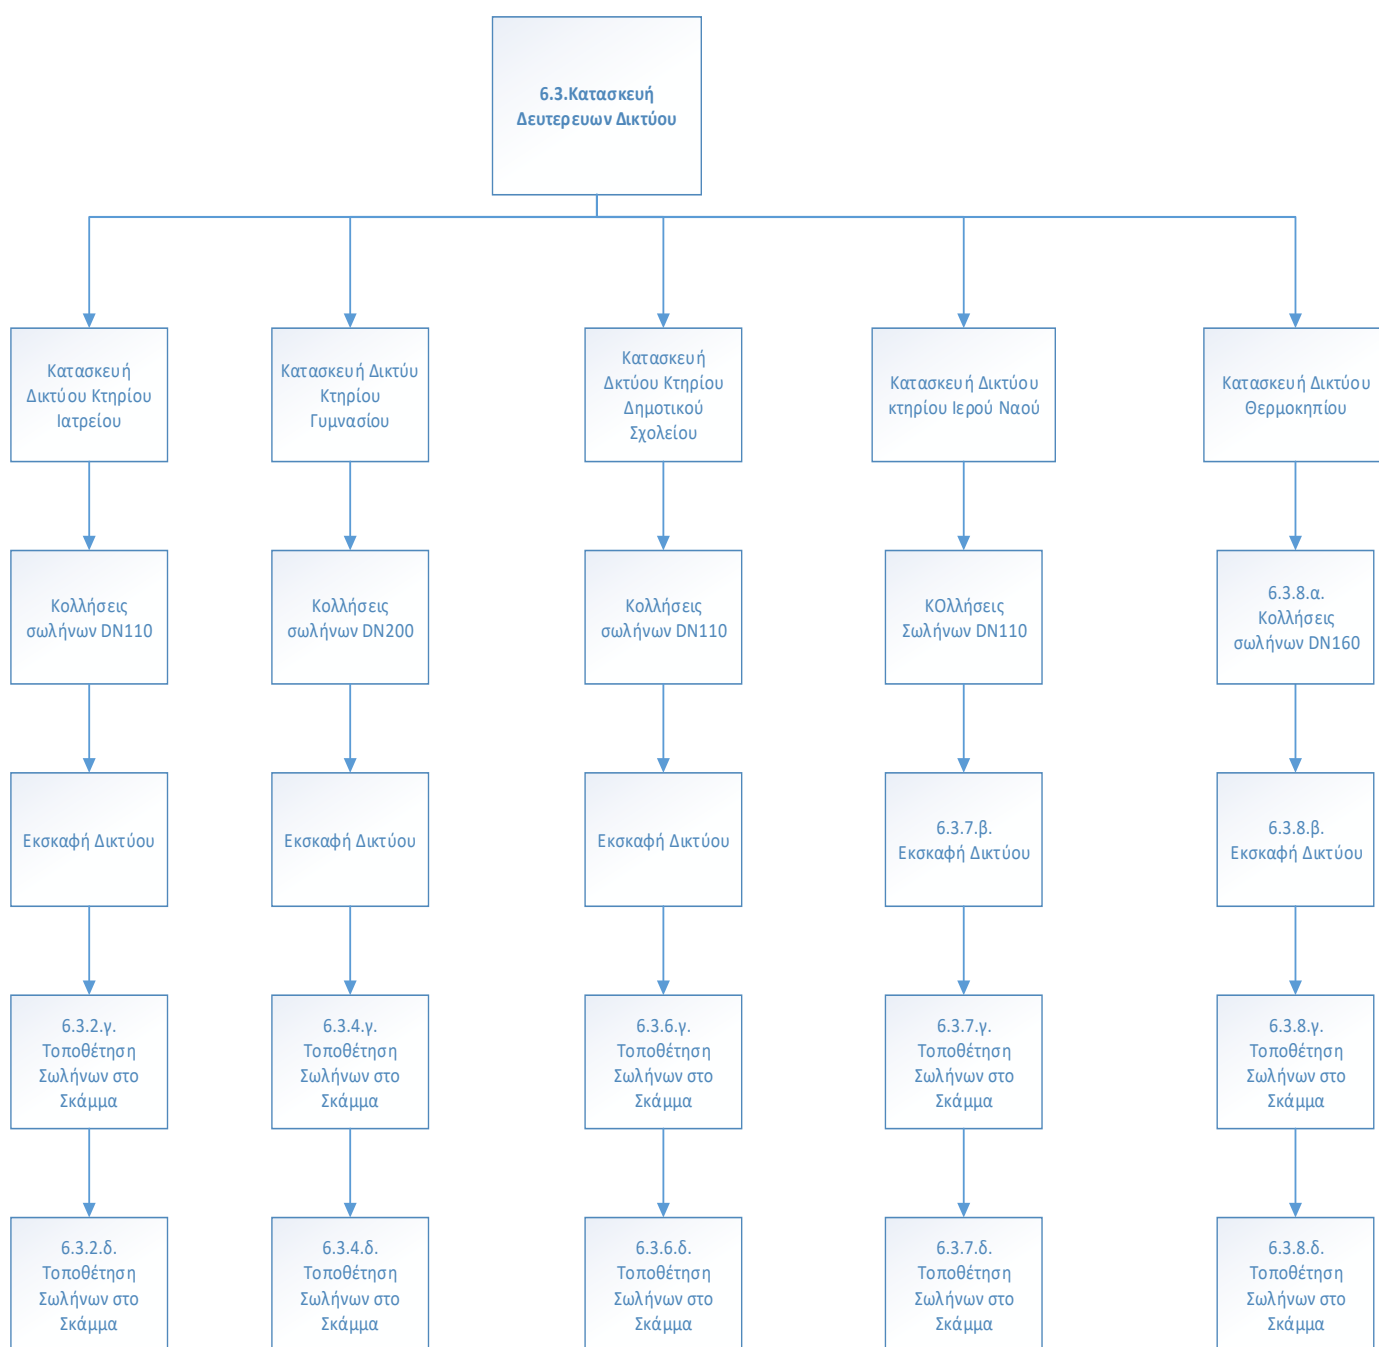 6.3.Κατασκευή
Δευτερευων Δικτύου
Κατασκευή
Δικτύου Κτηρίου
Ιατρείου
Κατασκευή Δικτύυ
Κτηρίου
Γυμνασίου
Κατασκευή
Δκτύου Κτηρίου
Δημοτικού
Σχολείου
Κατασκευή Δικτύου
κτηρίου Ιερού Ναού
Κατασκευή Δικτύου
Θερμοκηπίου
Κολλήσεις
σωλήνων DN110
Κολλήσεις
σωλήνων DN200
Κολλήσεις
σωλήνων DN110
ΚΟλλήσεις
Σωλήνων DN110
6.3.8.α.
Κολλήσεις
σωλήνων DN160
Εκσκαφή Δικτύου
Εκσκαφή Δικτύου
Εκσκαφή Δικτύου
6.3.7.β.
Εκσκαφή Δικτύου
6.3.8.β.
Εκσκαφή Δικτύου
6.3.2.γ.
Τοποθέτηση
Σωλήνων στο
Σκάμμα
6.3.4.γ.
Τοποθέτηση
Σωλήνων στο
Σκάμμα
6.3.6.γ.
Τοποθέτηση
Σωλήνων στο
Σκάμμα
6.3.7.γ.
Τοποθέτηση
Σωλήνων στο
Σκάμμα
6.3.8.γ.
Τοποθέτηση
Σωλήνων στο
Σκάμμα
6.3.2.δ.
Τοποθέτηση
Σωλήνων στο
Σκάμμα
6.3.4.δ.
Τοποθέτηση
Σωλήνων στο
Σκάμμα
6.3.6.δ.
Τοποθέτηση
Σωλήνων στο
Σκάμμα
6.3.7.δ.
Τοποθέτηση
Σωλήνων στο
Σκάμμα
6.3.8.δ.
Τοποθέτηση
Σωλήνων στο
Σκάμμα